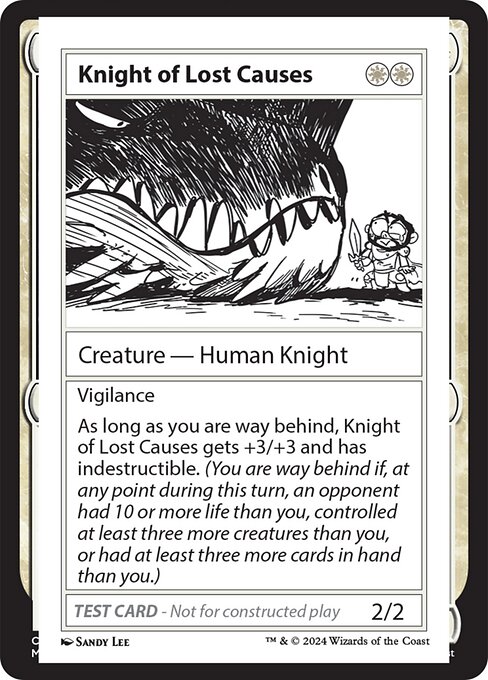 Knight of Lost Causes
Creature — Human Knight
Vigilance
As long as you are way behind, Knight
of Lost Causes gets +3/+3 and has
indestructible. (You are way behind if, at
any point during this turn, an opponent
had 10 or more life than you, controlled
at least three more creatures than you,
or had at least three more cards in hand
than you.)
TEST CARD - Not for constructed play 2/2
SANDY LEE ™ & © 2024 Wizards of the Coast